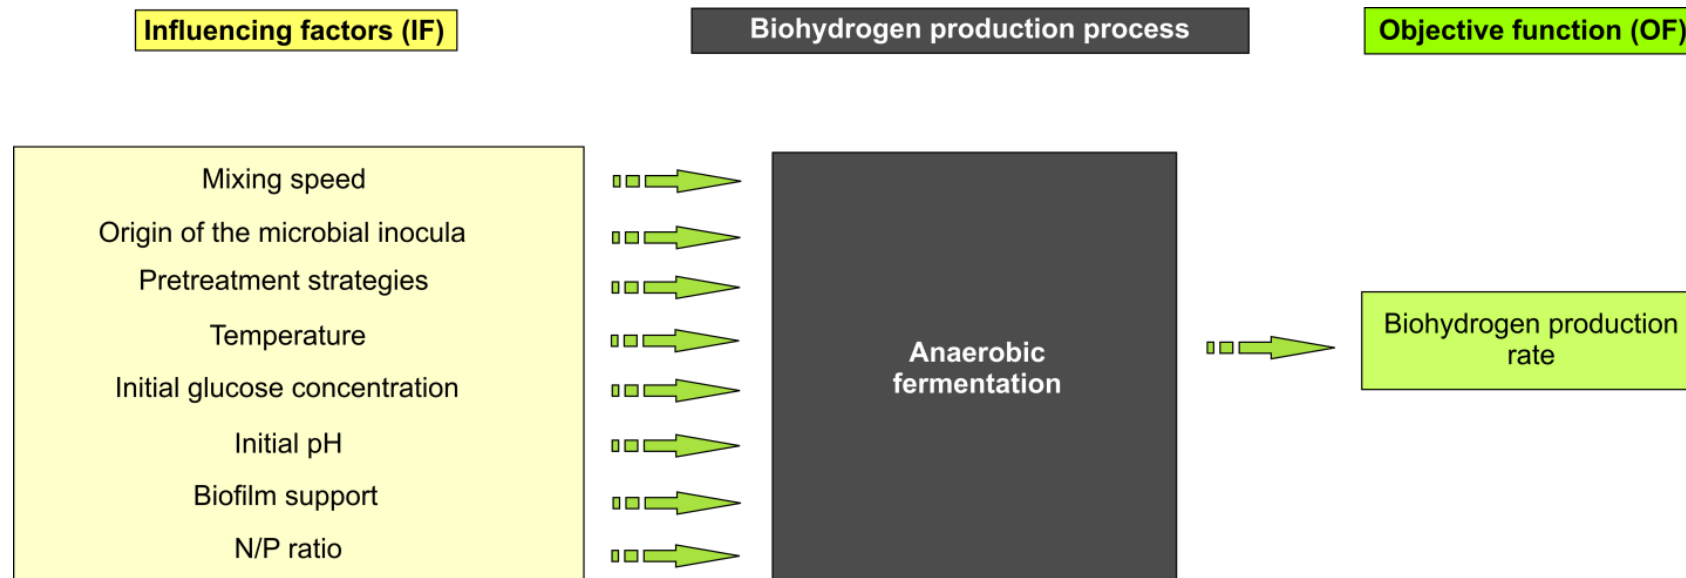 Influencing factors (IF)
Biohydrogen production process
Objective function (OF)
Mixing speed
Origin of the microbial inocula
Pretreatment strategies
Temperature
Initial glucose concentration
Initial pH
Biofilm support
N/P ratio
Anaerobic
fermentation
Biohydrogen production
rate